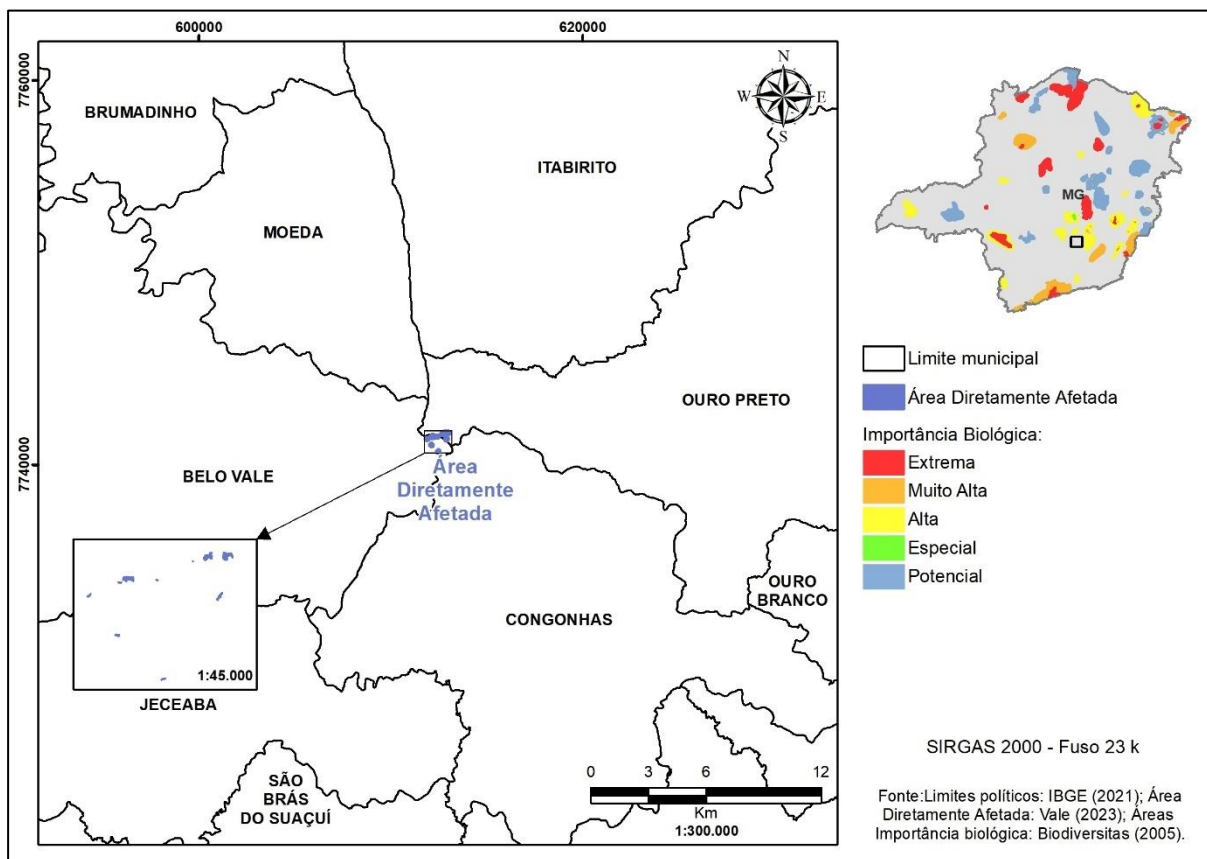 600000
620000
7760000
7740000
BRUMADINHO
MOEDA
ITABIRITO
N
W E
S
OURO PRETO
BELO VALE
Área
Diretamente
Afetada
OURO
BRANCO
CONGONHAS
1:45.000
JECEABA
SÃO
BRÁS
DO SUAÇUÍ
0 3 6 12
Km
1:300.000
MG
Limite municipal
Área Diretamente Afetada
Importância Biológica:
Extrema
Muito Alta
Alta
Especial
Potencial
SIRGAS 2000 - Fuso 23 k
Fonte:Limites políticos: IBGE (2021); Área
Diretamente Afetada: Vale (2023); Áreas
Importância biológica: Biodiversitas (2005).